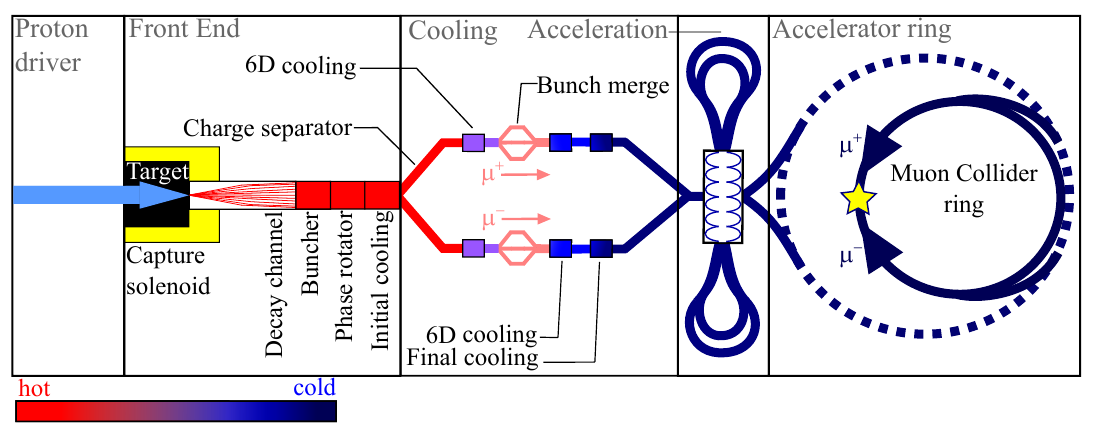 Proton
driver
Front End
Cooling
Acceleration
Accelerator ring
6D cooling
Bunch merge
Charge separator
Target
Capture
solenoid
Decay channel
Buncher
Phase rotator
Initial cooling
μ+
μ−
6D cooling
Final cooling
μ+
Muon Collider
ring
μ−
hot
cold